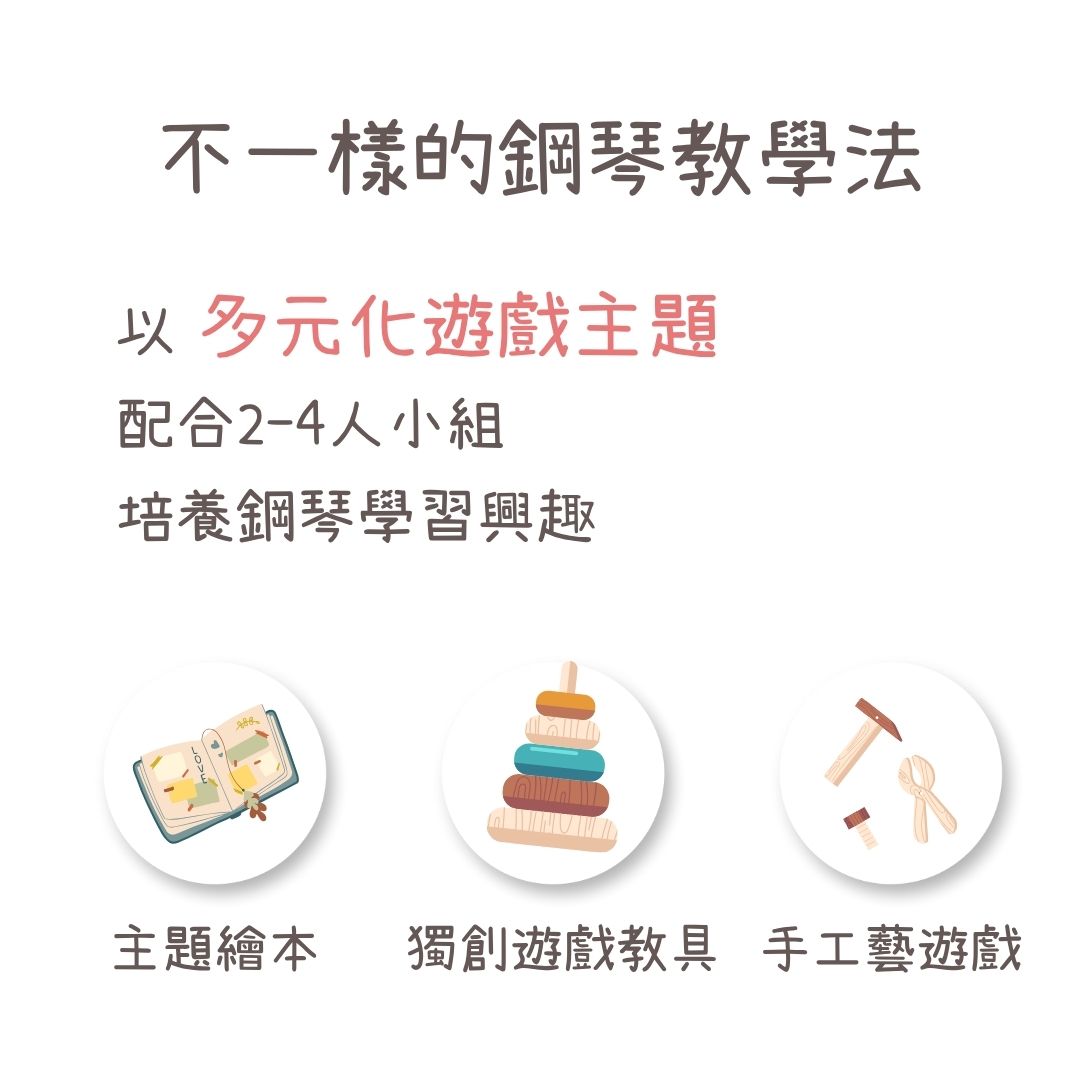 不一樣的鋼琴教學法
以 多元化遊戲主題
配合2-4人小組
培養鋼琴學習興趣
LOVE
主題繪本
獨創遊戲教具
手工藝遊戲